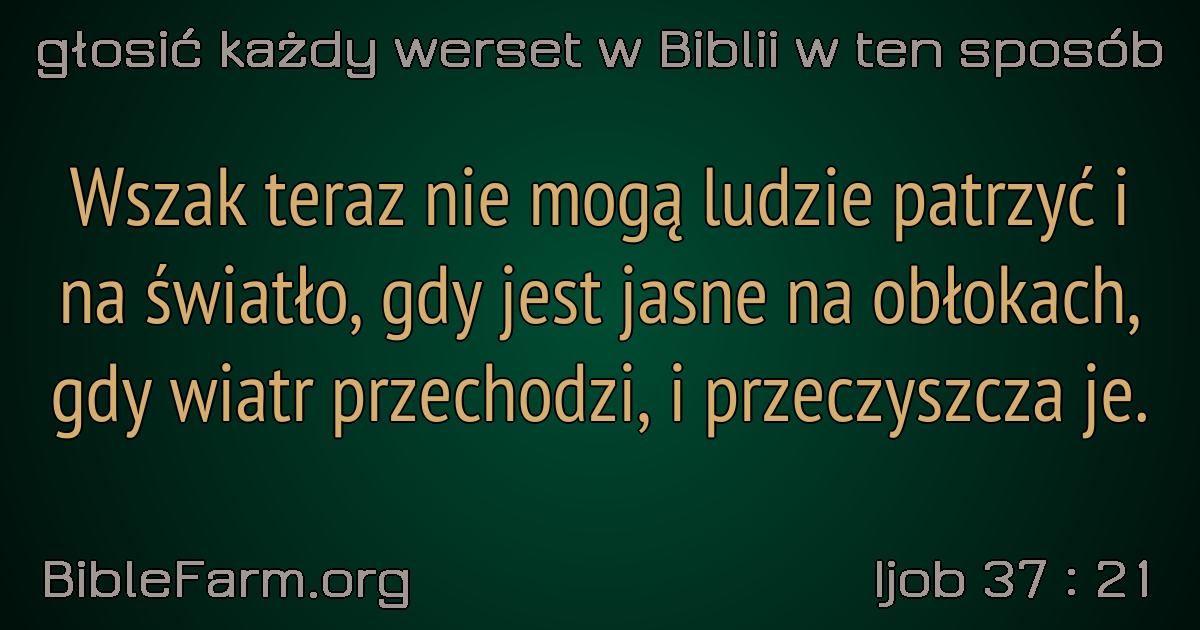 głosić każdy werset w Biblii w ten sposób
Wszak teraz nie mogą ludzie patrzyć i
na światło, gdy jest jasne na obłokach,
gdy wiatr przechodzi, i przeczyszcza je.
BibleFarm.org
Ijob 37 : 21